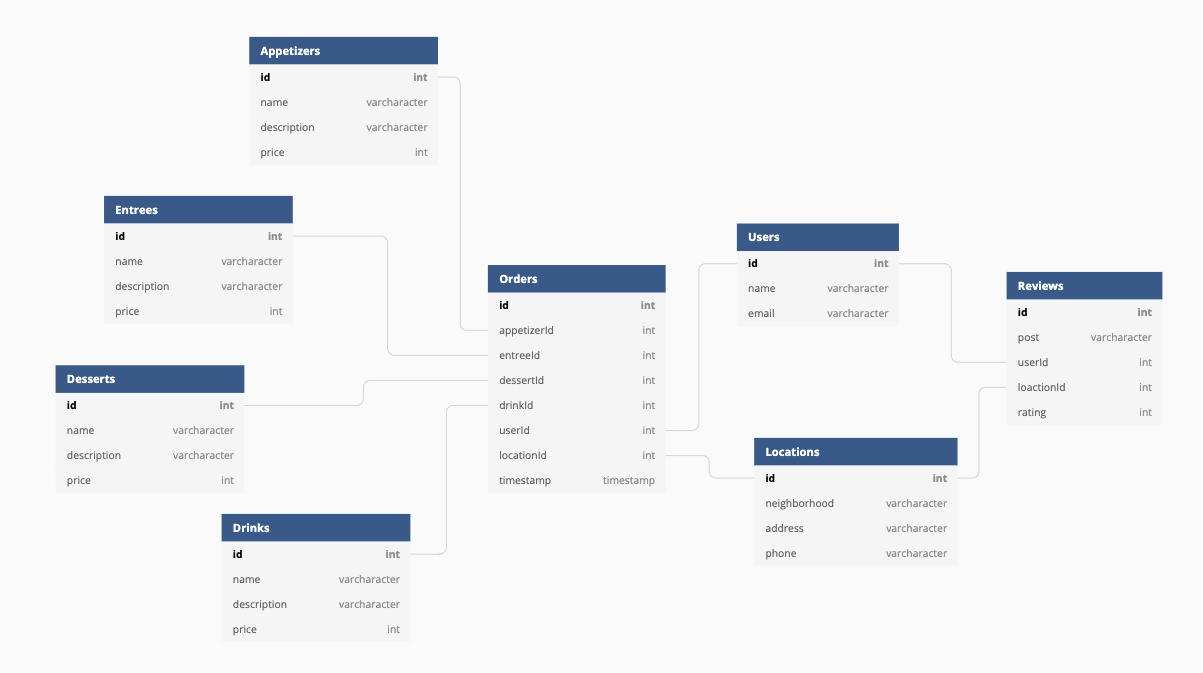 Appetizers
id int
name varcharacter
description varcharacter
price int
Entrees
id int
name varcharacter
description varcharacter
price int
Desserts
id int
name varcharacter
description varcharacter
price int
Drinks
id int
name varcharacter
description varcharacter
price int
Orders
id int
appetizerId int
entreeId int
dessertId int
drinkId int
userId int
locationId int
timestamp timestamp
Users
id int
name varcharacter
email varcharacter
Locations
id int
neighborhood varcharacter
address varcharacter
phone varcharacter
Reviews
id int
post varcharacter
userId int
loactionId int
rating int